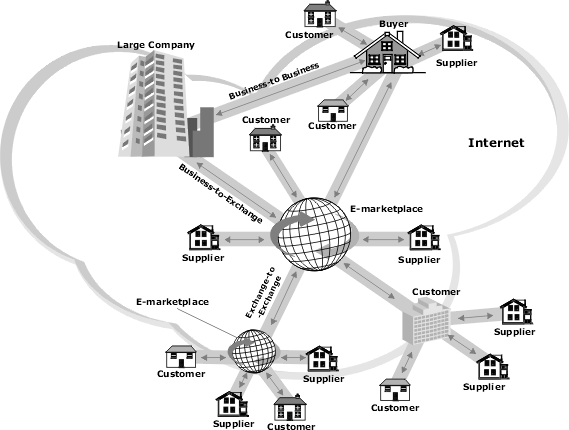 Buyer
Customer
Large Company
Supplier
Business-to Business
Customer
Customer
Internet
Business-to-Exchange
E-marketplace
Supplier
Supplier
Exchange-to
-Exchange
Customer
E-marketplace
Supplier
Customer
Supplier
Supplier
Customer
Supplier
Customer